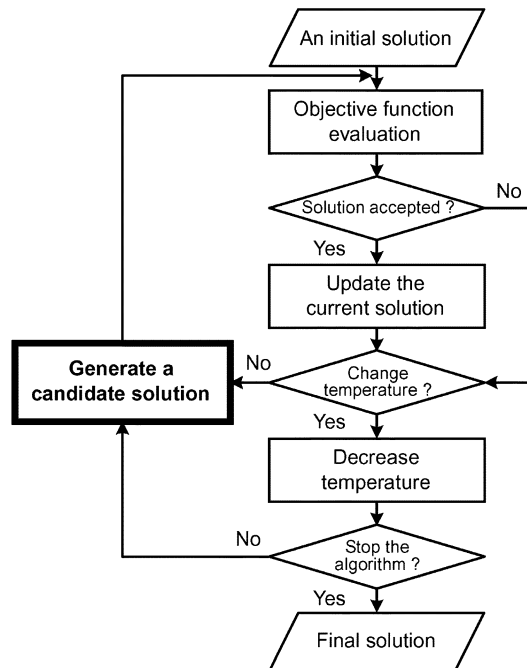 An initial solution
Objective function
evaluation
Solution accepted ?
No
Yes
Update the
current solution
Generate a
candidate solution
No
Change
temperature ?
Yes
Decrease
temperature
No
Stop the
algorithm ?
Yes
Final solution